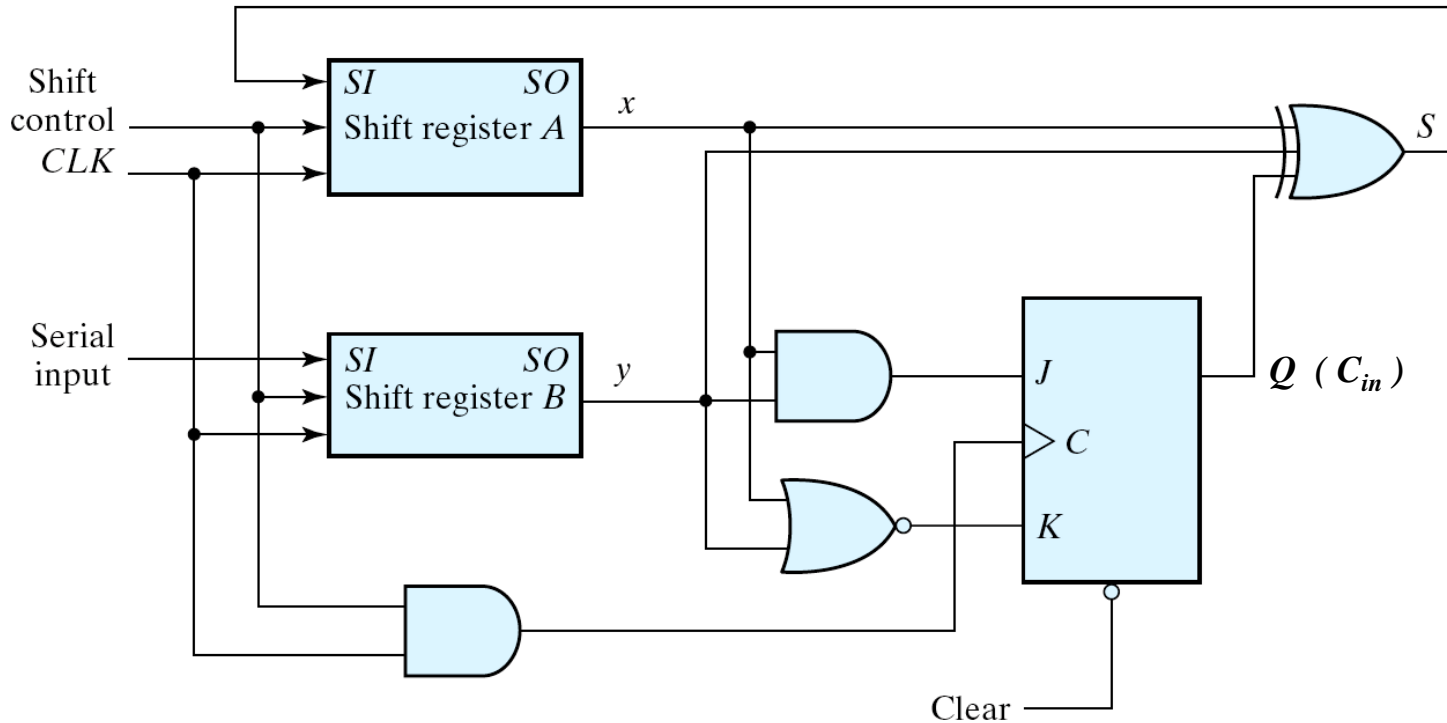 Shift
control
CLK
SI SO
Shift register A
x
S
Serial
input
SI SO
Shift register B
y
J
C
K
Q ( Cin )
Clear